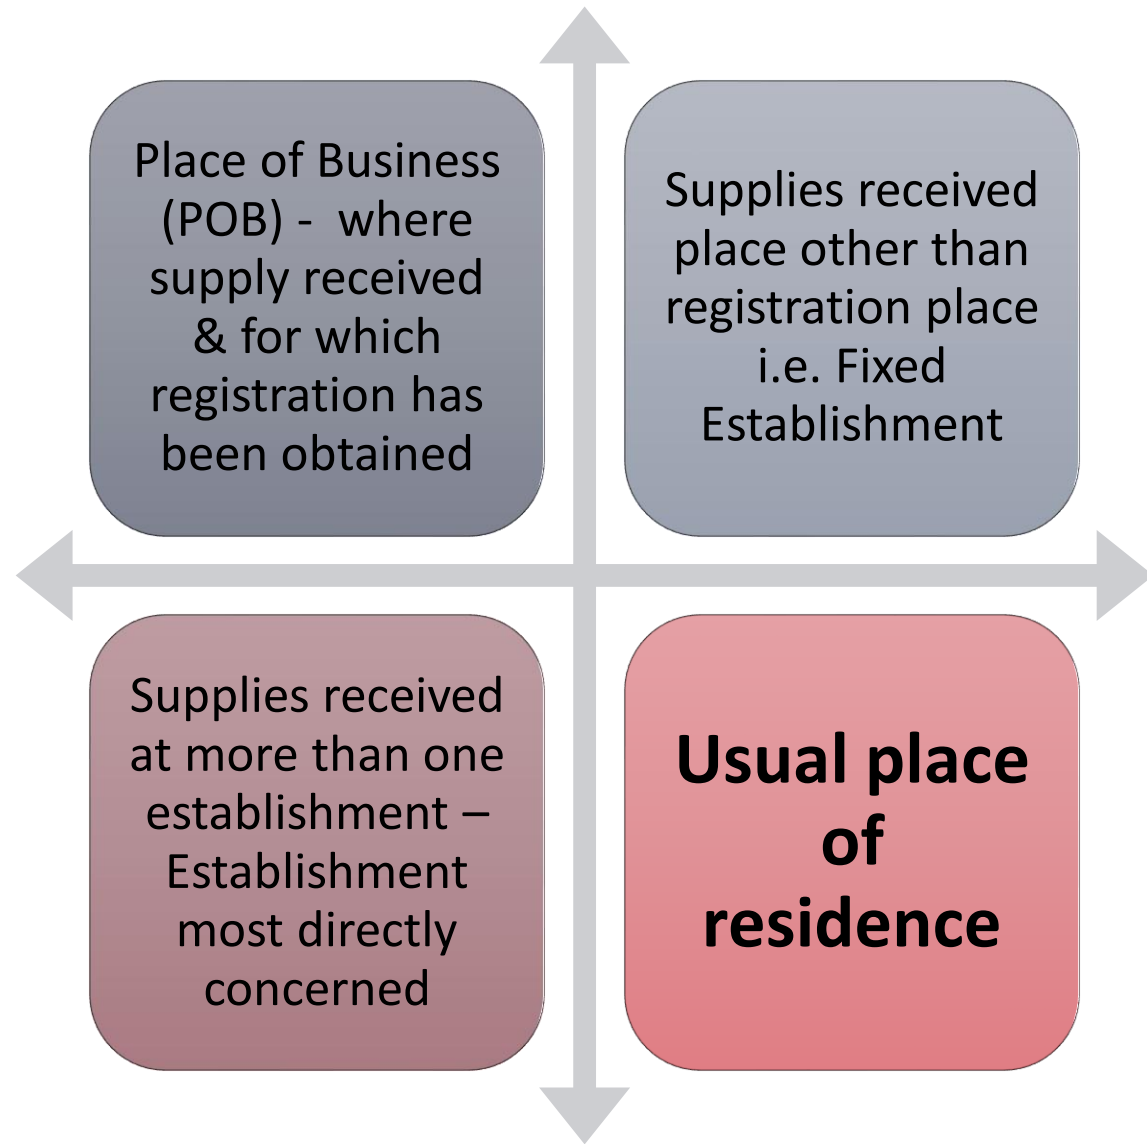 Place of Business
(POB) -  where
supply received
& for which
registration has
been obtained
Supplies received
place other than
registration place
i.e. Fixed
Establishment
Supplies received
at more than one
establishment –
Establishment
most directly
concerned
Usual place
of
residence